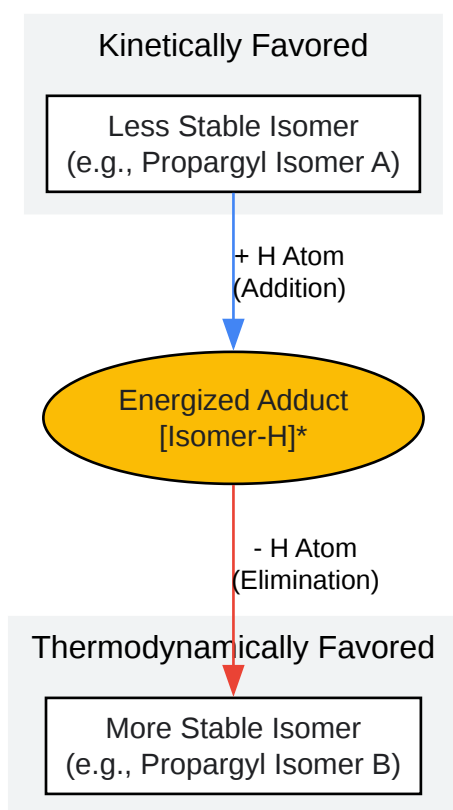 Kinetically Favored
Less Stable Isomer
(e.g., Propargyl Isomer A)
+ H Atom
(Addition)
Energized Adduct
[Isomer-H]*
- H Atom
(Elimination)
Thermodynamically Favored
More Stable Isomer
(e.g., Propargyl Isomer B)